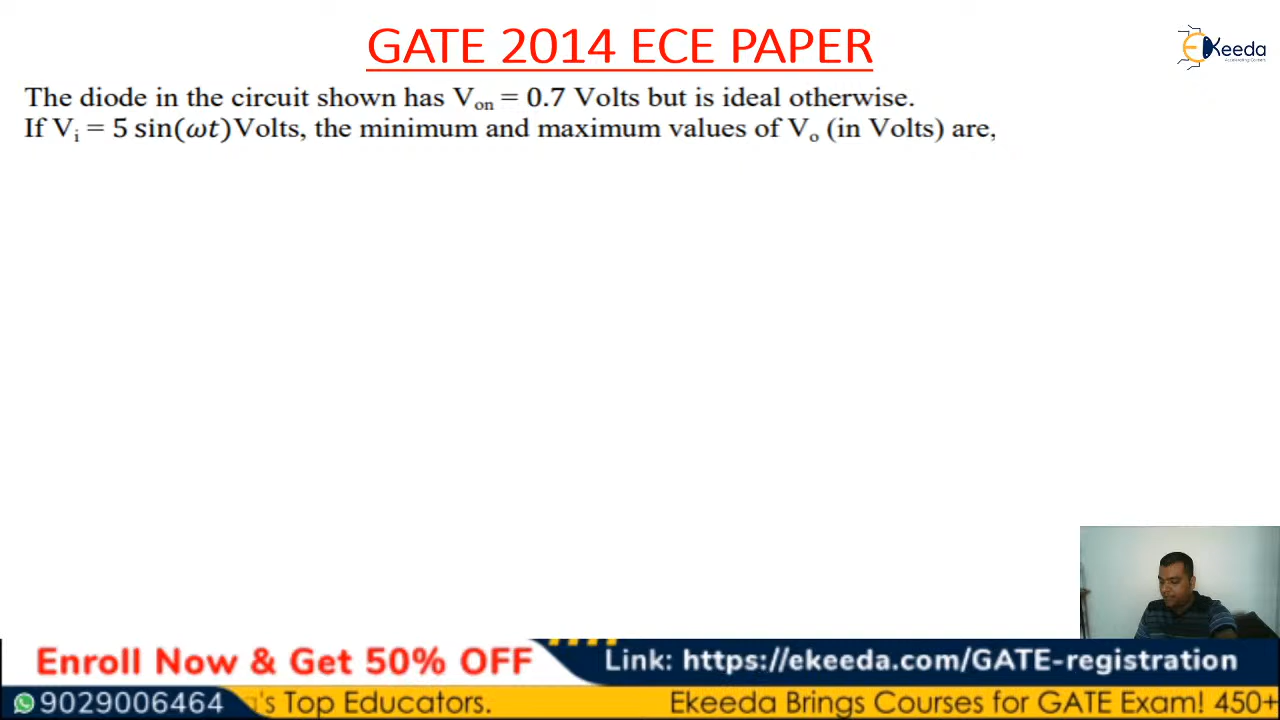 GATE 2014 ECE PAPER
Ekeeda
The diode in the circuit shown has Von = 0.7 Volts but is ideal otherwise.
If Vi = 5 sin(ωt)Volts, the minimum and maximum values of Vo (in Volts) are,
Enroll Now & Get 50% OFF
Link: https://ekeeda.com/GATE-registration
9029006464
's Top Educators.
Ekeeda Brings Courses for GATE Exam! 450+